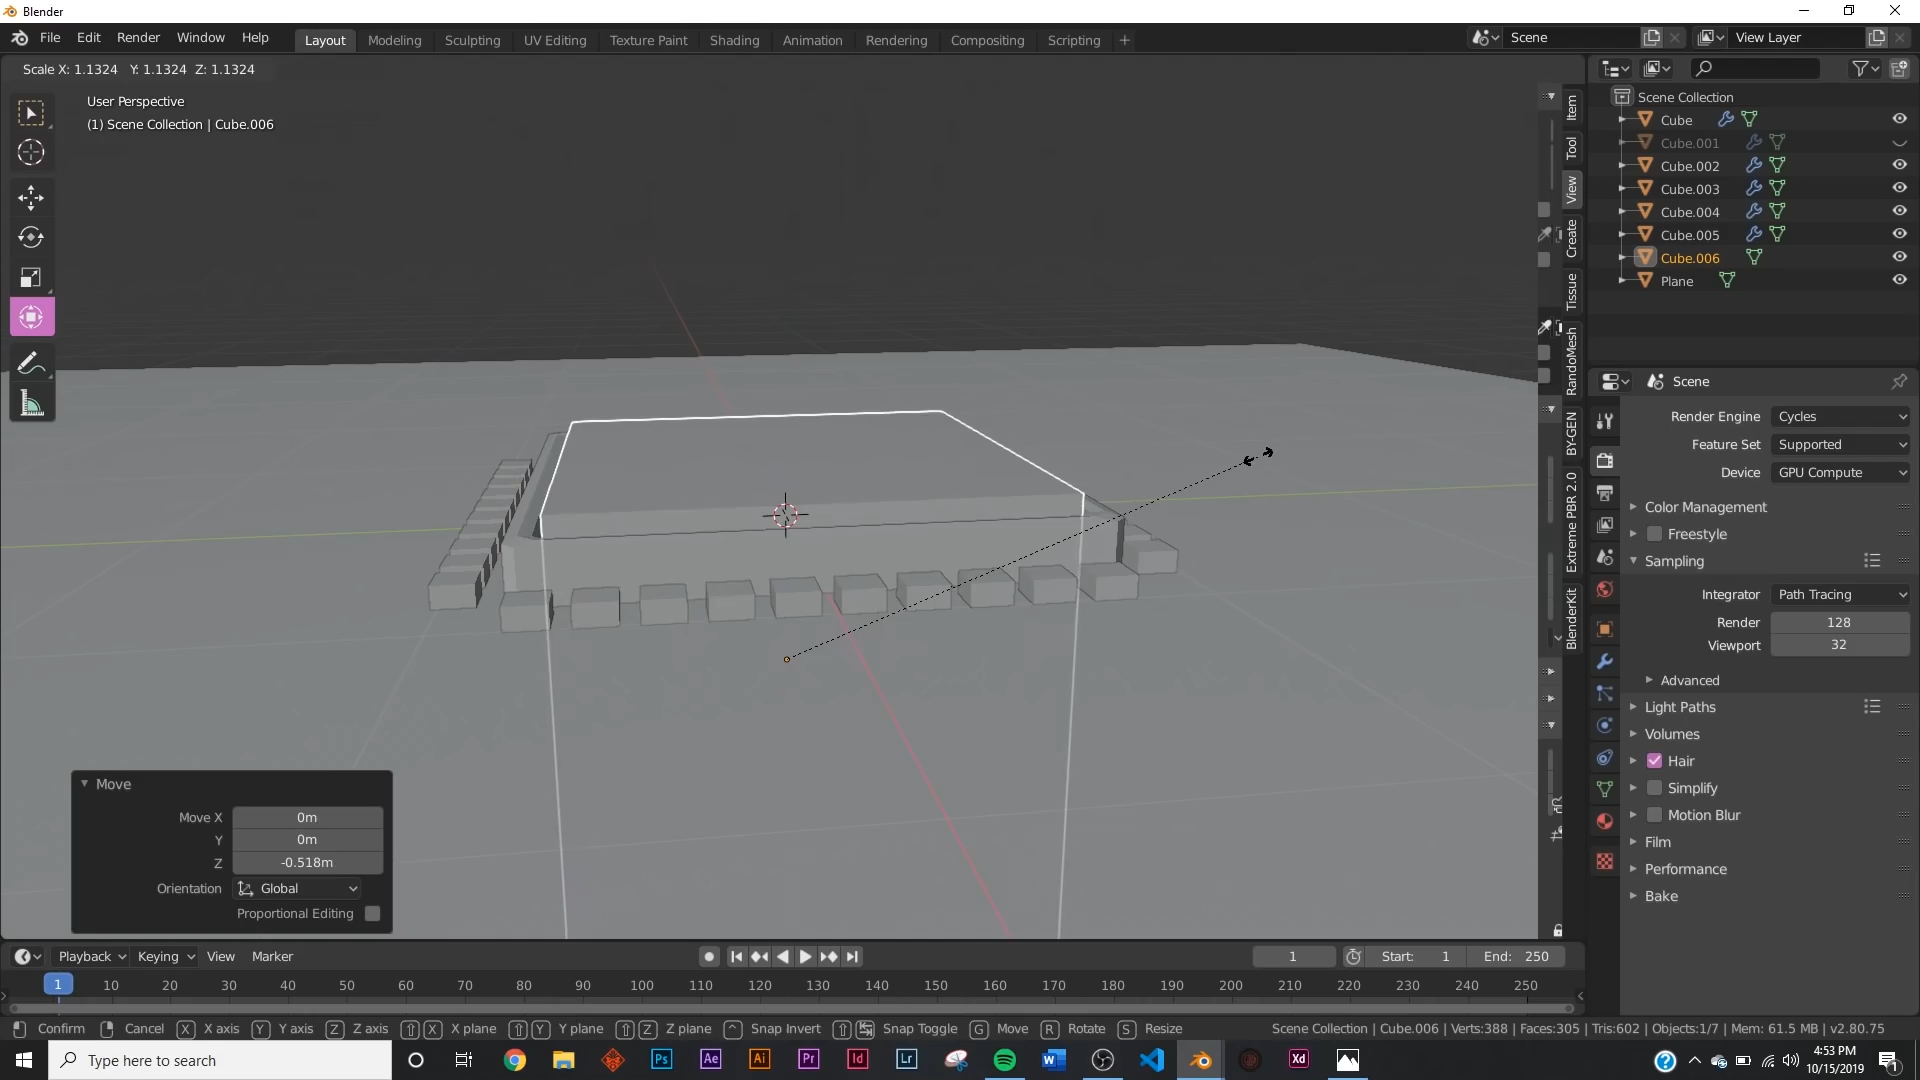 Blender
File Edit Render Window Help
Layout Modeling Sculpting UV Editing Texture Paint Shading Animation Rendering Compositing Scripting +
Scene
View Layer
Scale X: 1.1324 Y: 1.1324 Z: 1.1324
User Perspective
(1) Scene Collection | Cube.006
Item
Tool
View
Create
Tissue
RandoMesh
BY-GEN
Extreme PBR 2.0
BlenderKit
Scene Collection
Cube
Cube.001
Cube.002
Cube.003
Cube.004
Cube.005
Cube.006
Plane
Scene
Render Engine Cycles
Feature Set Supported
Device GPU Compute
Color Management
Freestyle
Sampling
Integrator Path Tracing
Render 128
Viewport 32
Advanced
Light Paths
Volumes
Hair
Simplify
Motion Blur
Film
Performance
Bake
Move
Move X 0m
Y 0m
Z -0.518m
Orientation Global
Proportional Editing
Playback Keying View Marker
1
Start: 1
End: 250
1 10 20 30 40 50 60 70 80 90 100 110 120 130 140 150 160 170 180 190 200 210 220 230 240 250
Confirm Cancel X X axis Y Y axis Z Z axis X X plane Y Y plane Z Z plane Snap Invert Snap Toggle G Move R Rotate S Resize
Scene Collection | Cube.006 | Verts:388 | Faces:305 | Tris:602 | Objects:1/7 | Mem: 61.5 MB | v2.80.75
Type here to search
Ps Ae Ai Pr Id Lr W Xd
4:53 PM
10/15/2019
1